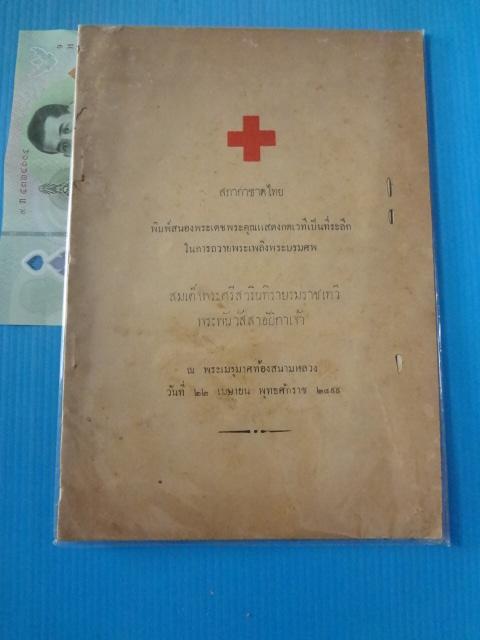 สภากาชาดไทย
พิมพ์สนองพระเดชพระคุณแสดงกตเวทีเป็นที่ระลึก
ในการถวายพระเพลิงพระบรมศพ
สมเด็จพระศรีสวรินทิราบรมราชเทวี
พระพันวัสสาอัยิกาเจ้า
ณ พระเมรุมาศท้องสนามหลวง
วันที่ ๒๒ เมษายน พุทธศักราช ๒๔๙๙